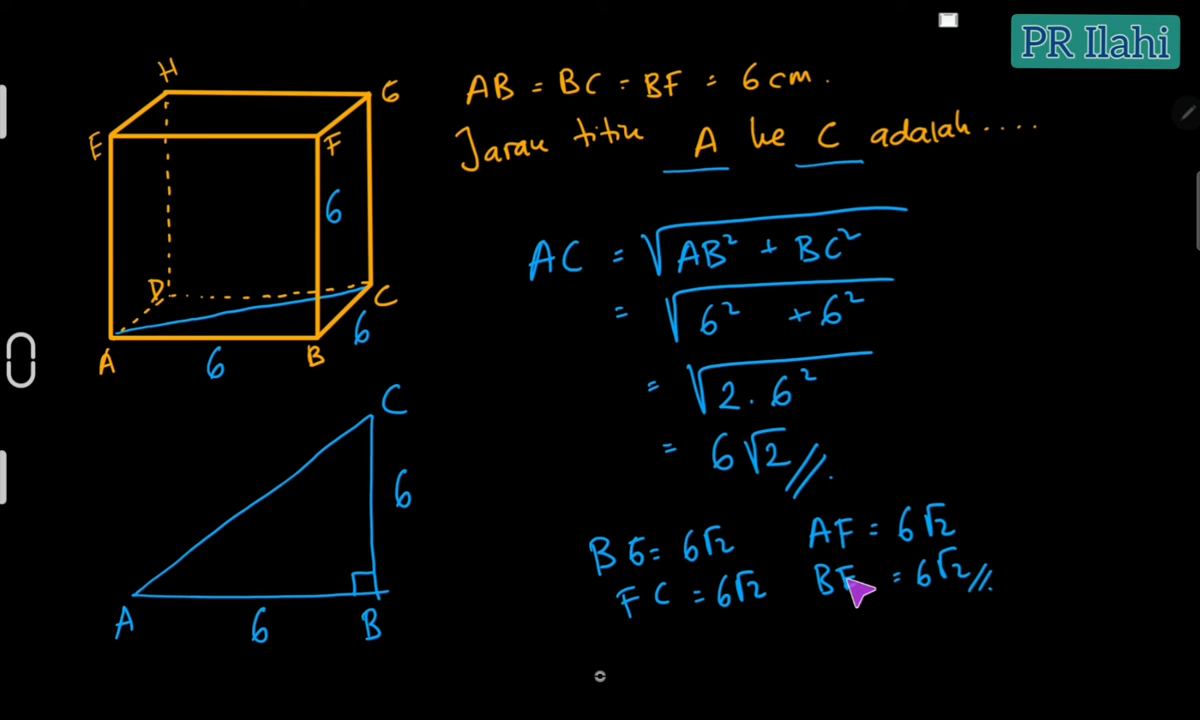 PR Ilahi
AB = BC = BF = 6 cm.
Jarak titik A ke C adalah....
H
G
E
F
6
D
C
6
A
6
B
AC = √AB² + BC²
= √6² + 6²
= √2 . 6²
= 6√2 //.
C
6
A
6
B
BG = 6√2 AF = 6√2
FC = 6√2 = 6√2 //